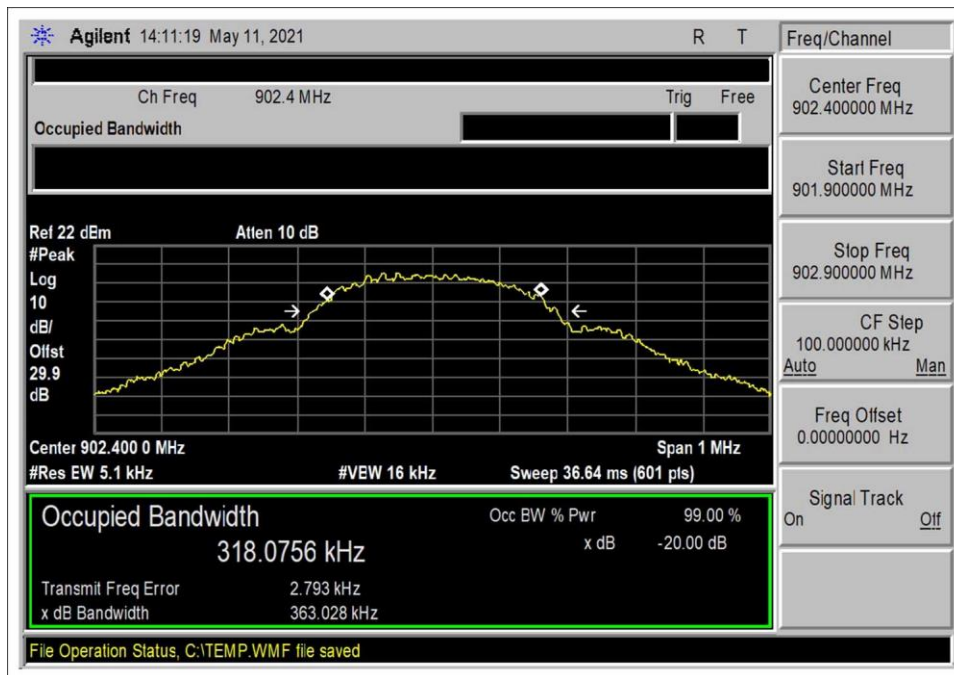 Agilent 14:11:19 May 11, 2021 R T
Ch Freq 902.4 MHz Trig Free
Occupied Bandwidth
Ref 22 dBm Atten 10 dB
#Peak
Log
10
dB/
Offst
29.9
dB
Center 902.400 0 MHz Span 1 MHz
#Res EW 5.1 kHz #VEW 16 kHz Sweep 36.64 ms (601 pts)
Occupied Bandwidth Occ BW % Pwr 99.00 %
318.0756 kHz x dB -20.00 dB
Transmit Freq Error 2.793 kHz
x dB Bandwidth 363.028 kHz
File Operation Status, C:\TEMP.WMF file saved
Freq/Channel
Center Freq
902.400000 MHz
Start Freq
901.900000 MHz
Stop Freq
902.900000 MHz
CF Step
100.000000 kHz
Auto Man
Freq Offset
0.00000000 Hz
Signal Track
On Off